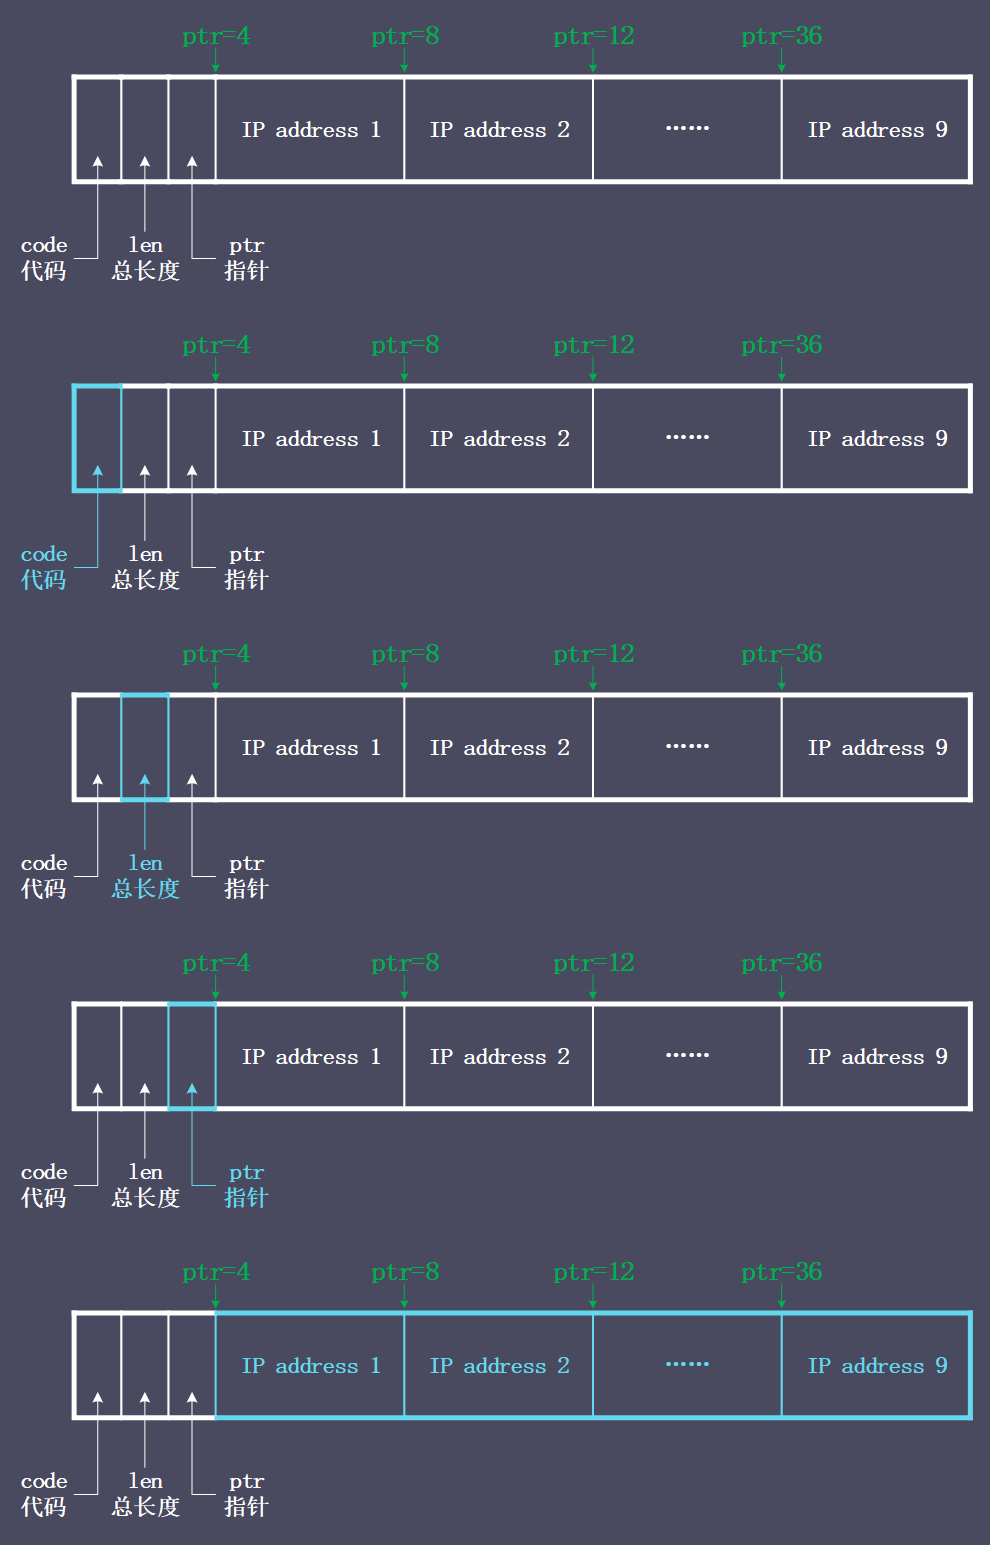 ptr=4 ptr=8 ptr=12 ptr=36
IP address 1 IP address 2 …… IP address 9
code len ptr
代码 总长度 指针
ptr=4 ptr=8 ptr=12 ptr=36
IP address 1 IP address 2 …… IP address 9
code len ptr
代码 总长度 指针
ptr=4 ptr=8 ptr=12 ptr=36
IP address 1 IP address 2 …… IP address 9
code len ptr
代码 总长度 指针
ptr=4 ptr=8 ptr=12 ptr=36
IP address 1 IP address 2 …… IP address 9
code len ptr
代码 总长度 指针
ptr=4 ptr=8 ptr=12 ptr=36
IP address 1 IP address 2 …… IP address 9
code len ptr
代码 总长度 指针